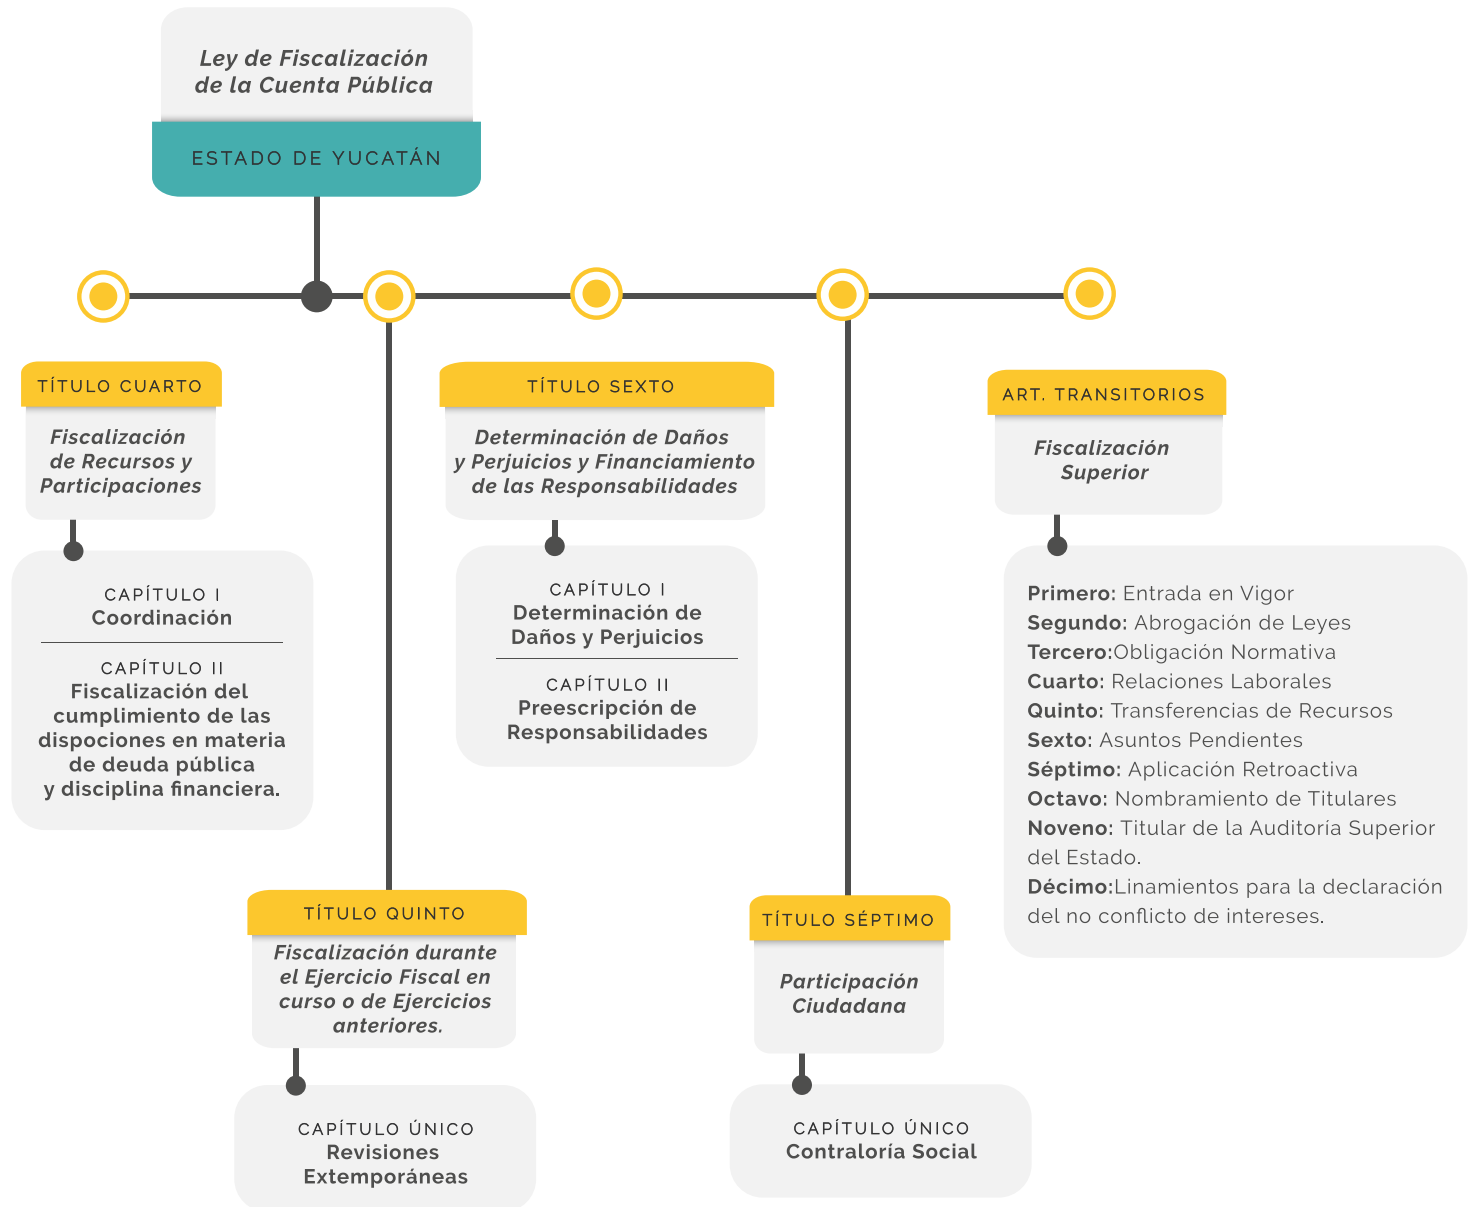 Ley de Fiscalización
de la Cuenta Pública
ESTADO DE YUCATÁN
TÍTULO CUARTO
Fiscalización
de Recursos y
Participaciones
CAPÍTULO I
Coordinación
CAPÍTULO II
Fiscalización del
cumplimiento de las
dispociones en materia
de deuda pública
y disciplina financiera.
TÍTULO QUINTO
Fiscalización durante
el Ejercicio Fiscal en
curso o de Ejercicios
anteriores.
CAPÍTULO ÚNICO
Revisiones
Extemporáneas
TÍTULO SEXTO
Determinación de Daños
y Perjuicios y Financiamiento
de las Responsabilidades
CAPÍTULO I
Determinación de
Daños y Perjuicios
CAPÍTULO II
Preescripción de
Responsabilidades
TÍTULO SÉPTIMO
Participación
Ciudadana
CAPÍTULO ÚNICO
Contraloría Social
ART. TRANSITORIOS
Fiscalización
Superior
Primero: Entrada en Vigor
Segundo: Abrogación de Leyes
Tercero:Obligación Normativa
Cuarto: Relaciones Laborales
Quinto: Transferencias de Recursos
Sexto: Asuntos Pendientes
Séptimo: Aplicación Retroactiva
Octavo: Nombramiento de Titulares
Noveno: Titular de la Auditoría Superior
del Estado.
Décimo:Linamientos para la declaración
del no conflicto de intereses.